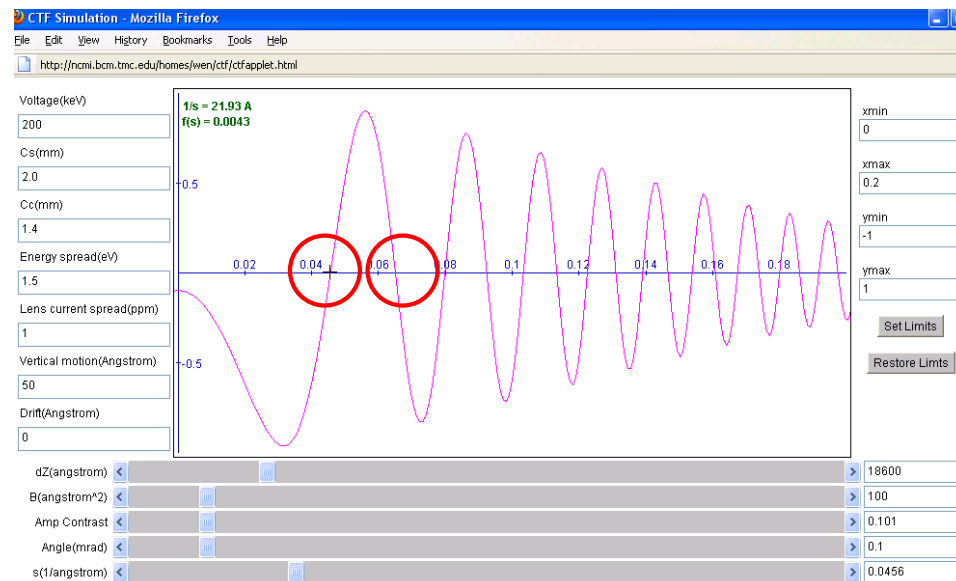 CTF Simulation - Mozilla Firefox
File Edit View History Bookmarks Tools Help
http://ncmi.bcm.tmc.edu/homes/wen/ctf/ctfapplet.html
Voltage(keV)
200
Cs(mm)
2.0
Cc(mm)
1.4
Energy spread(eV)
1.5
Lens current spread(ppm)
1
Vertical motion(Angstrom)
50
Drift(Angstrom)
0
1/s = 21.93 A
f(s) = 0.0043
0.5
0.02 0.04 0.06 0.08 0.1 0.12 0.14 0.16 0.18
-0.5
xmin
0
xmax
0.2
ymin
-1
ymax
1
Set Limits
Restore Limts
dZ(angstrom) 18600
B(angstrom^2) 100
Amp Contrast 0.101
Angle(mrad) 0.1
s(1/angstrom) 0.0456